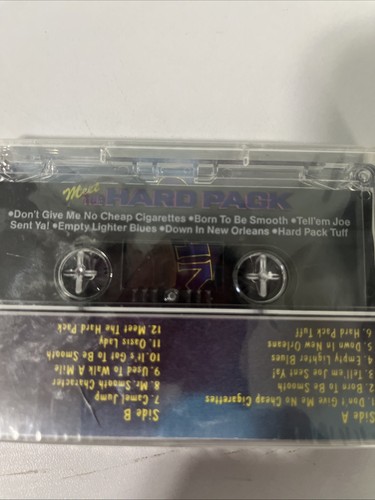 Meet
THE HARD PACK
•Don't Give Me No Cheap Cigarettes •Born To Be Smooth •Tell'em Joe
Sent Ya! •Empty Lighter Blues •Down In New Orleans •Hard Pack Tuff
Side A
1. Don't Give Me No Cheap Cigarettes
2. Born To Be Smooth
3. Tell'em Joe Sent Ya!
4. Empty Lighter Blues
5. Down In New Orleans
6. Hard Pack Tuff
Side B
7. Camel Jump
8. Mr. Smooth Character
9. Used To Walk A Mile
10. It's Got To Be Smooth
11. Oasis Lady
12. Meet The Hard Pack